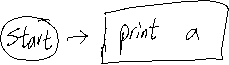 Start → print a